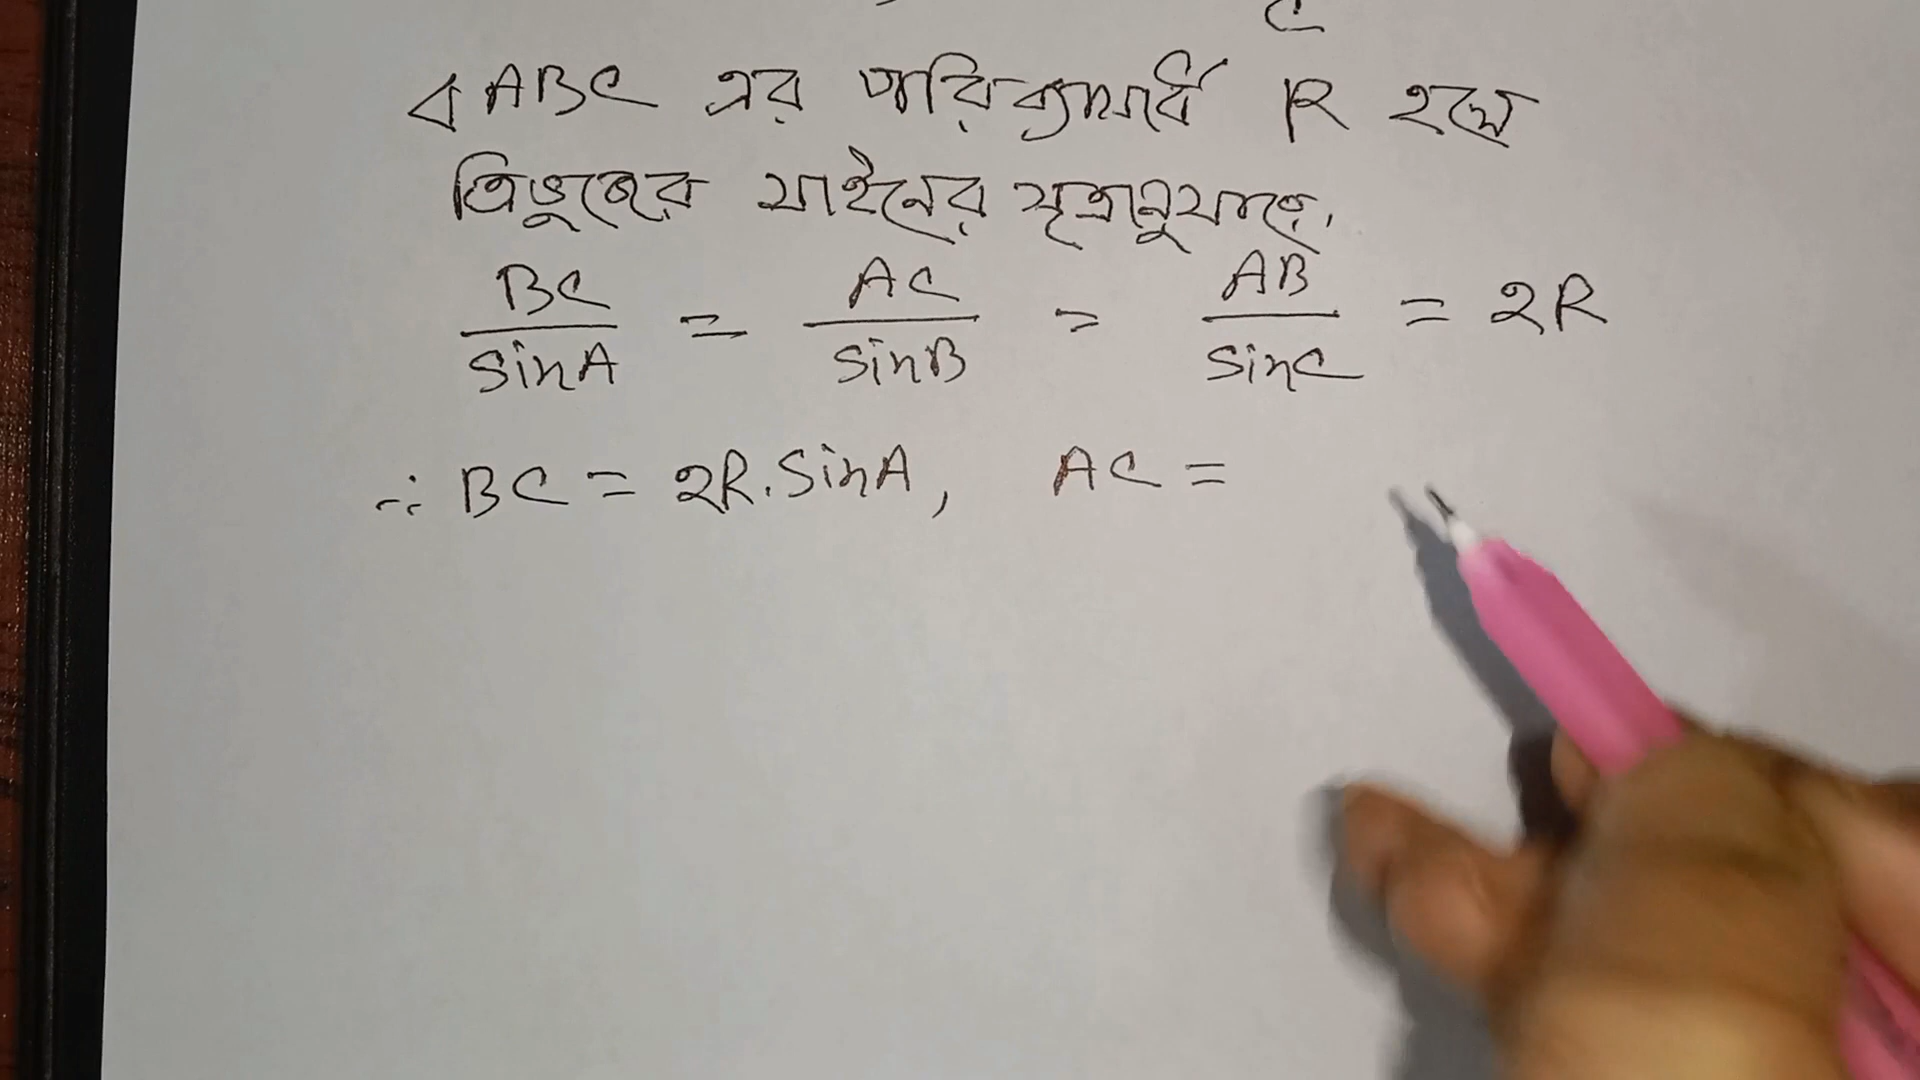 C
△ABC এর পরিব্যাসার্ধ R হলে
ত্রিভুজের সাইনের সূত্রানুসারে,
BC/sinA = AC/sinB = AB/sinC = 2R
∴ BC = 2R.SinA, AC =